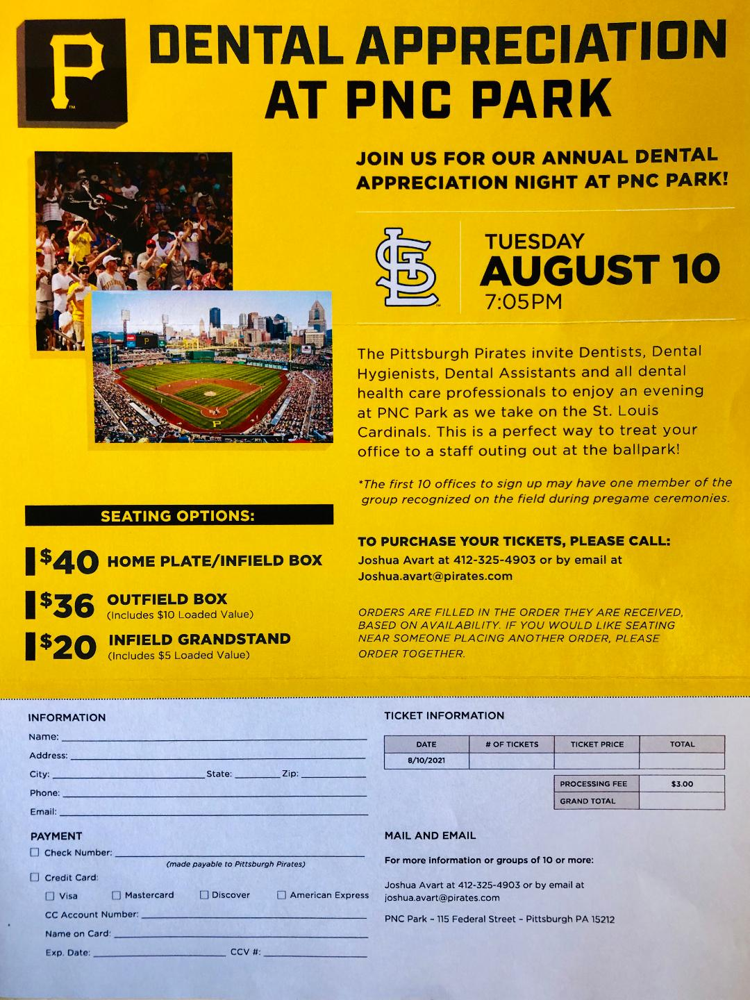 P
DENTAL APPRECIATION
AT PNC PARK
JOIN US FOR OUR ANNUAL DENTAL
APPRECIATION NIGHT AT PNC PARK!
STL
TUESDAY
AUGUST 10
7:05PM
The Pittsburgh Pirates invite Dentists, Dental
Hygienists, Dental Assistants and all dental
health care professionals to enjoy an evening
at PNC Park as we take on the St. Louis
Cardinals. This is a perfect way to treat your
office to a staff outing out at the ballpark!
*The first 10 offices to sign up may have one member of the
group recognized on the field during pregame ceremonies.
SEATING OPTIONS:
$40 HOME PLATE/INFIELD BOX
$36 OUTFIELD BOX
(Includes $10 Loaded Value)
$20 INFIELD GRANDSTAND
(Includes $5 Loaded Value)
TO PURCHASE YOUR TICKETS, PLEASE CALL:
Joshua Avart at 412-325-4903 or by email at
Joshua.avart@pirates.com
ORDERS ARE FILLED IN THE ORDER THEY ARE RECEIVED,
BASED ON AVAILABILITY. IF YOU WOULD LIKE SEATING
NEAR SOMEONE PLACING ANOTHER ORDER, PLEASE
ORDER TOGETHER.
INFORMATION
Name:
Address:
City: State: Zip:
Phone:
Email:
PAYMENT
Check Number:
(made payable to Pittsburgh Pirates)
Credit Card:
Visa Mastercard Discover American Express
CC Account Number:
Name on Card:
Exp. Date: CCV #:
TICKET INFORMATION
DATE # OF TICKETS TICKET PRICE TOTAL
8/10/2021
PROCESSING FEE $3.00
GRAND TOTAL
MAIL AND EMAIL
For more information or groups of 10 or more:
Joshua Avart at 412-325-4903 or by email at
joshua.avart@pirates.com
PNC Park – 115 Federal Street – Pittsburgh PA 15212